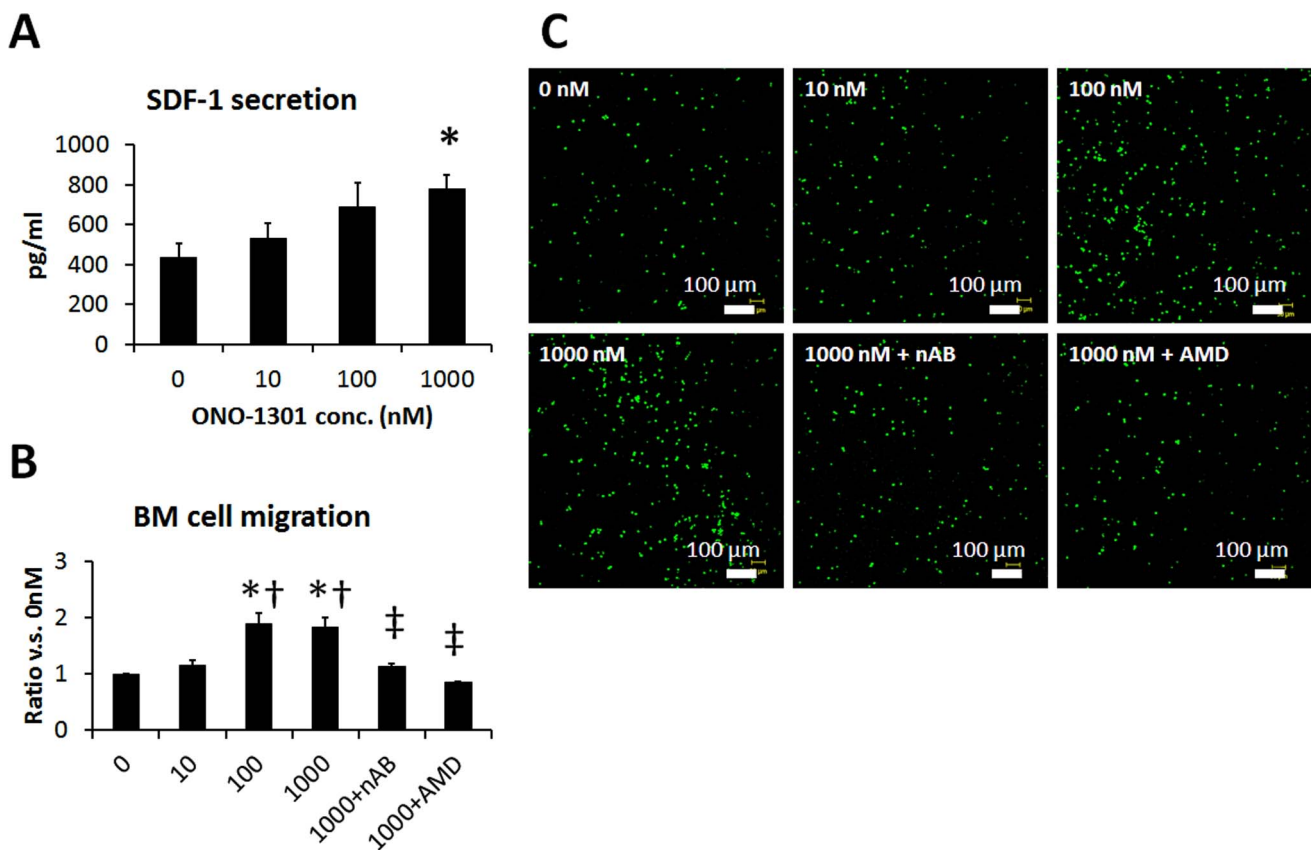 A
SDF-1 secretion
*
1000
800
600
400
200
0
pg/ml
0 10 100 1000
ONO-1301 conc. (nM)
B
BM cell migration
3
2
1
0
Ratio v.s. 0nM
*† *† ‡ ‡
0 10 100 1000 1000+nAB 1000+AMD
C
0 nM 10 nM 100 nM
100 µm 100 µm 100 µm
1000 nM 1000 nM + nAB 1000 nM + AMD
100 µm 100 µm 100 µm